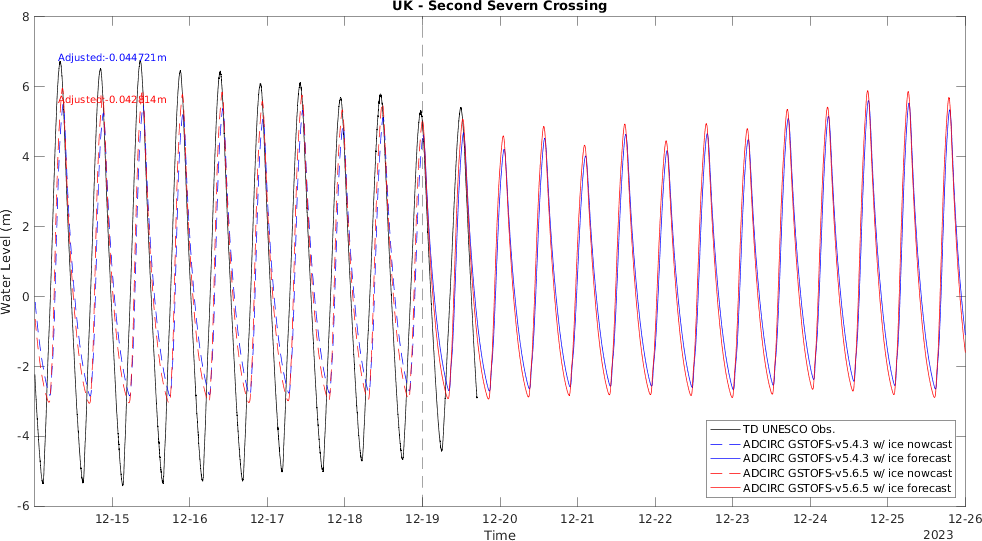 UK - Second Severn Crossing
8
6
4
2
0
-2
-4
-6
Water Level (m)
Adjusted:-0.044721m
Adjusted:-0.042814m
TD UNESCO Obs.
ADCIRC GSTOFS-v5.4.3 w/ ice nowcast
ADCIRC GSTOFS-v5.4.3 w/ ice forecast
ADCIRC GSTOFS-v5.6.5 w/ ice nowcast
ADCIRC GSTOFS-v5.6.5 w/ ice forecast
12-15 12-16 12-17 12-18 12-19 12-20 12-21 12-22 12-23 12-24 12-25 12-26
Time
2023